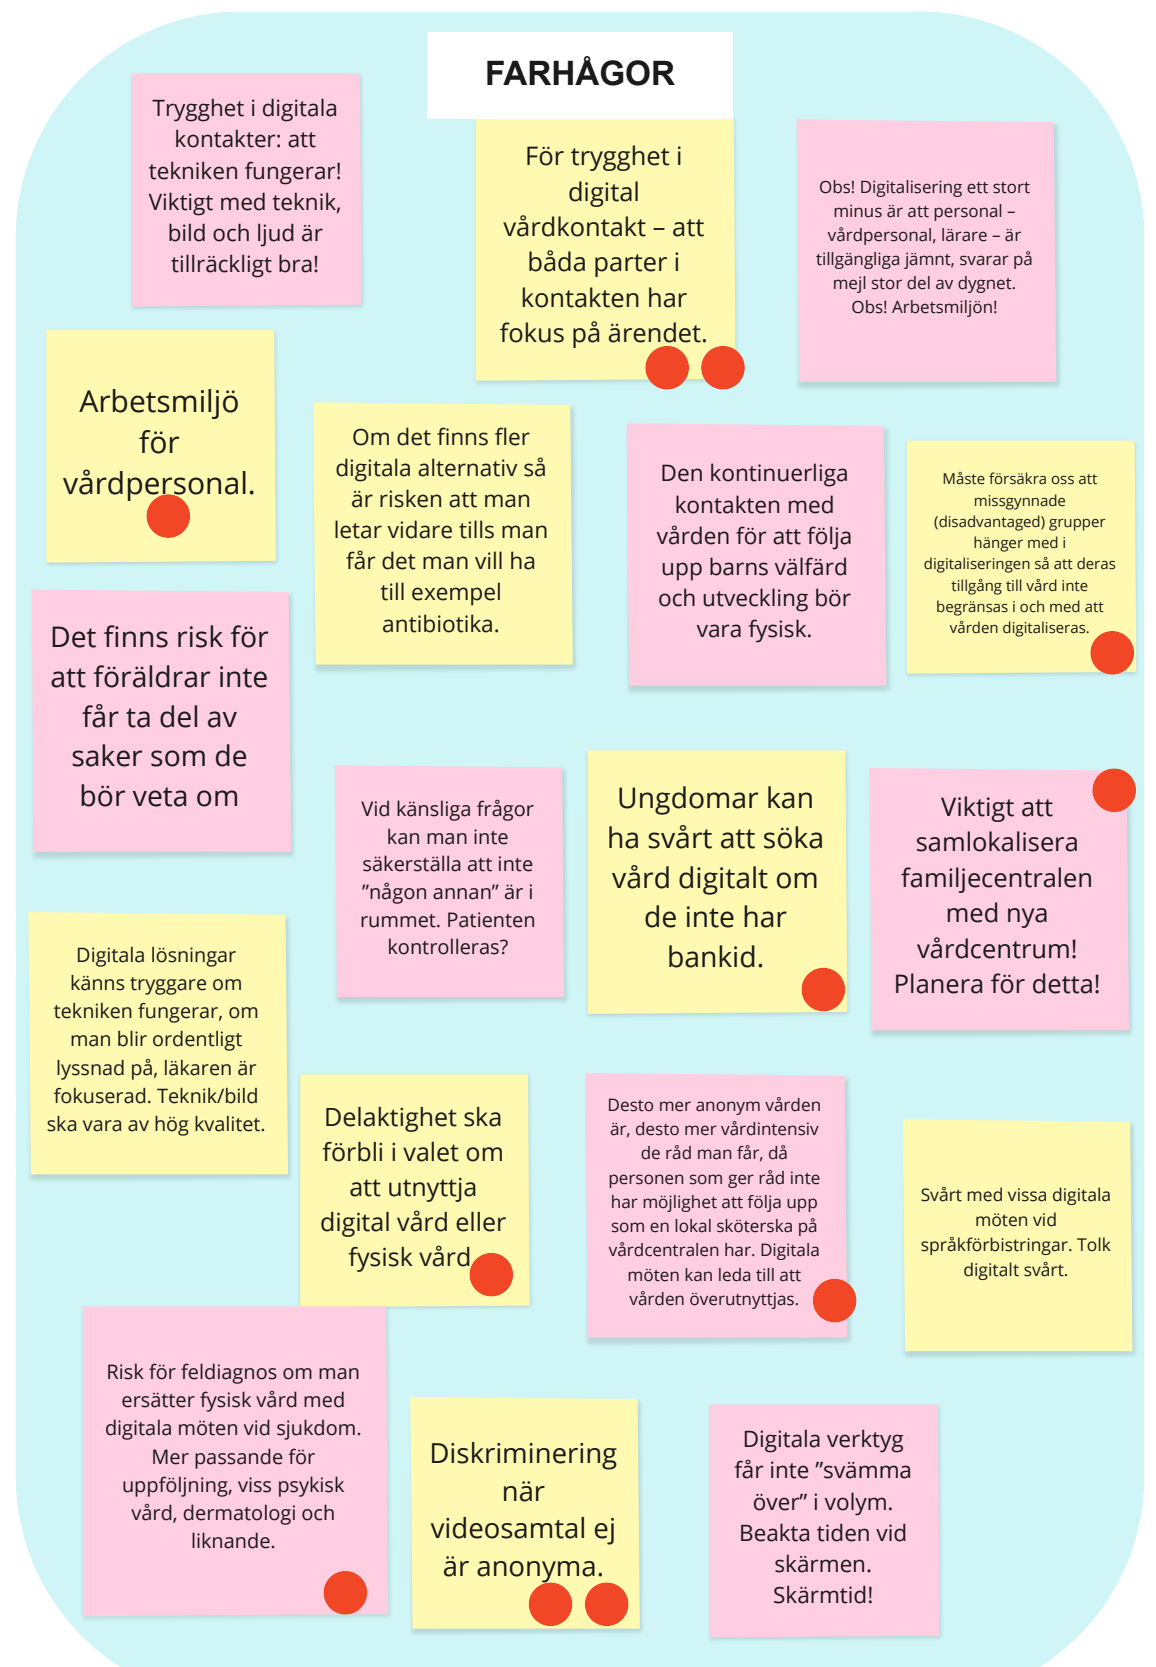 FARHÅGOR
Trygghet i digitala
kontakter: att
tekniken fungerar!
Viktigt med teknik,
bild och ljud är
tillräckligt bra!
För trygghet i
digital
vårdkontakt – att
båda parter i
kontakten har
fokus på ärendet.
Obs! Digitalisering ett stort
minus är att personal –
vårdpersonal, lärare – är
tillgängliga jämnt, svarar på
mejl stor del av dygnet.
Obs! Arbetsmiljön!
Arbetsmiljö
för
vårdpersonal.
Om det finns fler
digitala alternativ så
är risken att man
letar vidare tills man
får det man vill ha
till exempel
antibiotika.
Den kontinuerliga
kontakten med
vården för att följa
upp barns välfärd
och utveckling bör
vara fysisk.
Måste försäkra oss att
missgynnade
(disadvantaged) grupper
hänger med i
digitaliseringen så att deras
tillgång till vård inte
begränsas i och med att
vården digitaliseras.
Det finns risk för
att föräldrar inte
får ta del av
saker som de
bör veta om
Vid känsliga frågor
kan man inte
säkerställa att inte
”någon annan” är i
rummet. Patienten
kontrolleras?
Ungdomar kan
ha svårt att söka
vård digitalt om
de inte har
bankid.
Viktigt att
samlokalisera
familjecentralen
med nya
vårdcentrum!
Planera för detta!
Digitala lösningar
känns tryggare om
tekniken fungerar, om
man blir ordentligt
lyssnad på, läkaren är
fokuserad. Teknik/bild
ska vara av hög kvalitet.
Delaktighet ska
förbli i valet om
att utnyttja
digital vård eller
fysisk vård
Desto mer anonym vården
är, desto mer vårdintensiv
de råd man får, då
personen som ger råd inte
har möjlighet att följa upp
som en lokal sköterska på
vårdcentralen har. Digitala
möten kan leda till att
vården överutnyttjas.
Svårt med vissa digitala
möten vid
språkförbistringar. Tolk
digitalt svårt.
Risk för feldiagnos om man
ersätter fysisk vård med
digitala möten vid sjukdom.
Mer passande för
uppföljning, viss psykisk
vård, dermatologi och
liknande.
Diskriminering
när
videosamtal ej
är anonyma.
Digitala verktyg
får inte ”svämma
över” i volym.
Beakta tiden vid
skärmen.
Skärmtid!